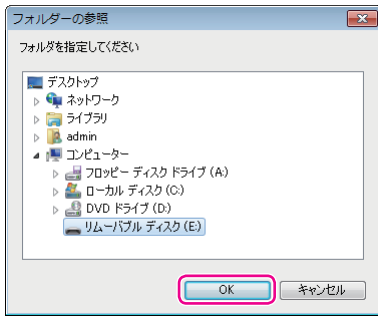 フォルダーの参照
フォルダを指定してください
デスクトップ
ネットワーク
ライブラリ
admin
コンピューター
フロッピー ディスク ドライブ (A:)
ローカル ディスク (C:)
DVD ドライブ (D:)
リムーバブル ディスク (E:)
OK キャンセル